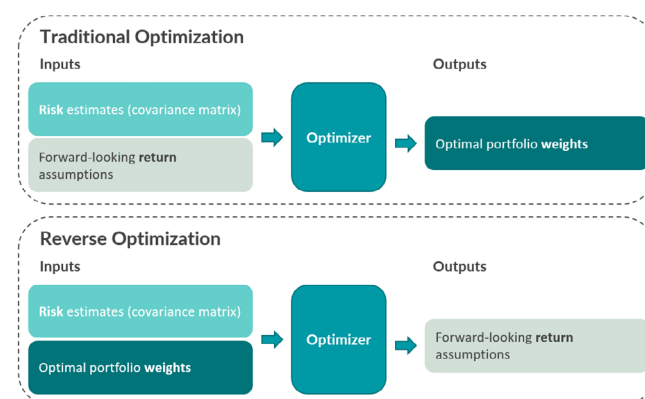 Traditional Optimization
Inputs
Outputs
Risk estimates (covariance matrix)
Forward-looking return
assumptions
Optimizer
Optimal portfolio weights
Reverse Optimization
Inputs
Outputs
Risk estimates (covariance matrix)
Optimal portfolio weights
Optimizer
Forward-looking return
assumptions